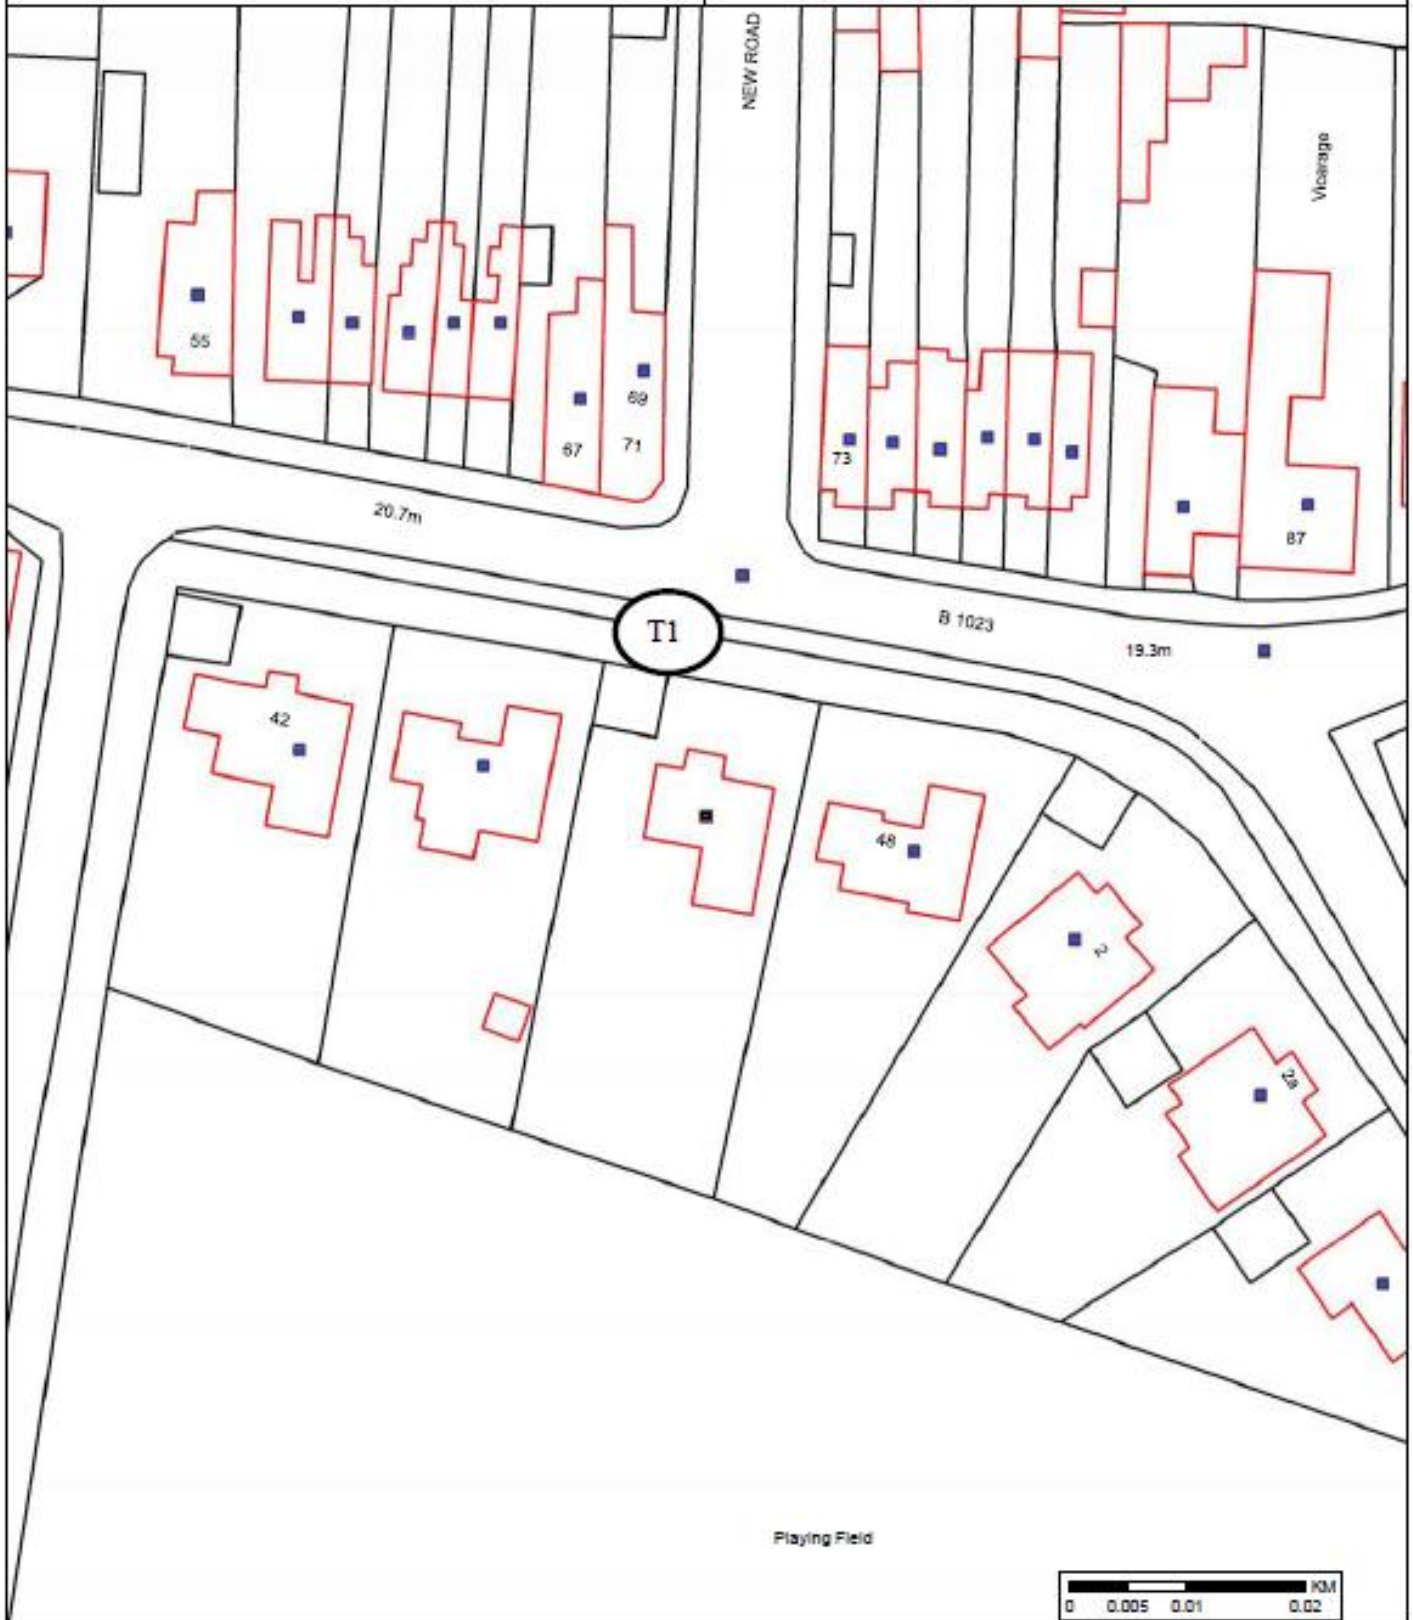 NEW ROAD
Vicarage
55
69
67
71
73
87
20.7m
T1
B 1023
19.3m
42
48
2
2a
Playing Field
KM
0 0.005 0.01 0.02